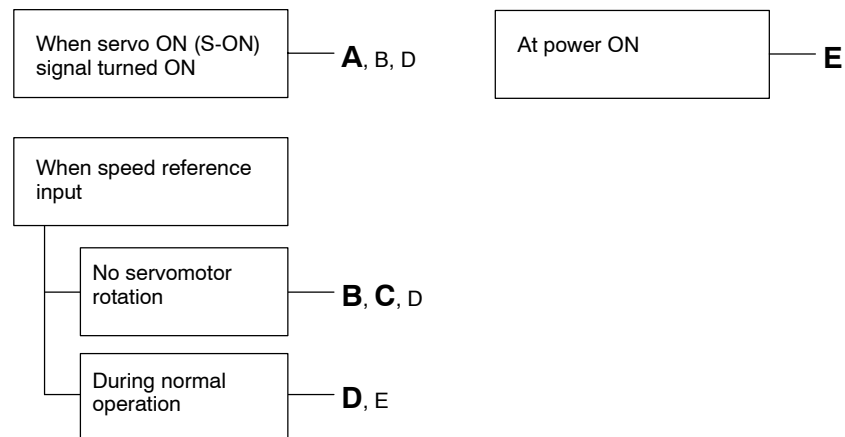 When servo ON (S-ON)
signal turned ON
A, B, D
At power ON
E
When speed reference
input
No servomotor
rotation
B, C, D
During normal
operation
D, E